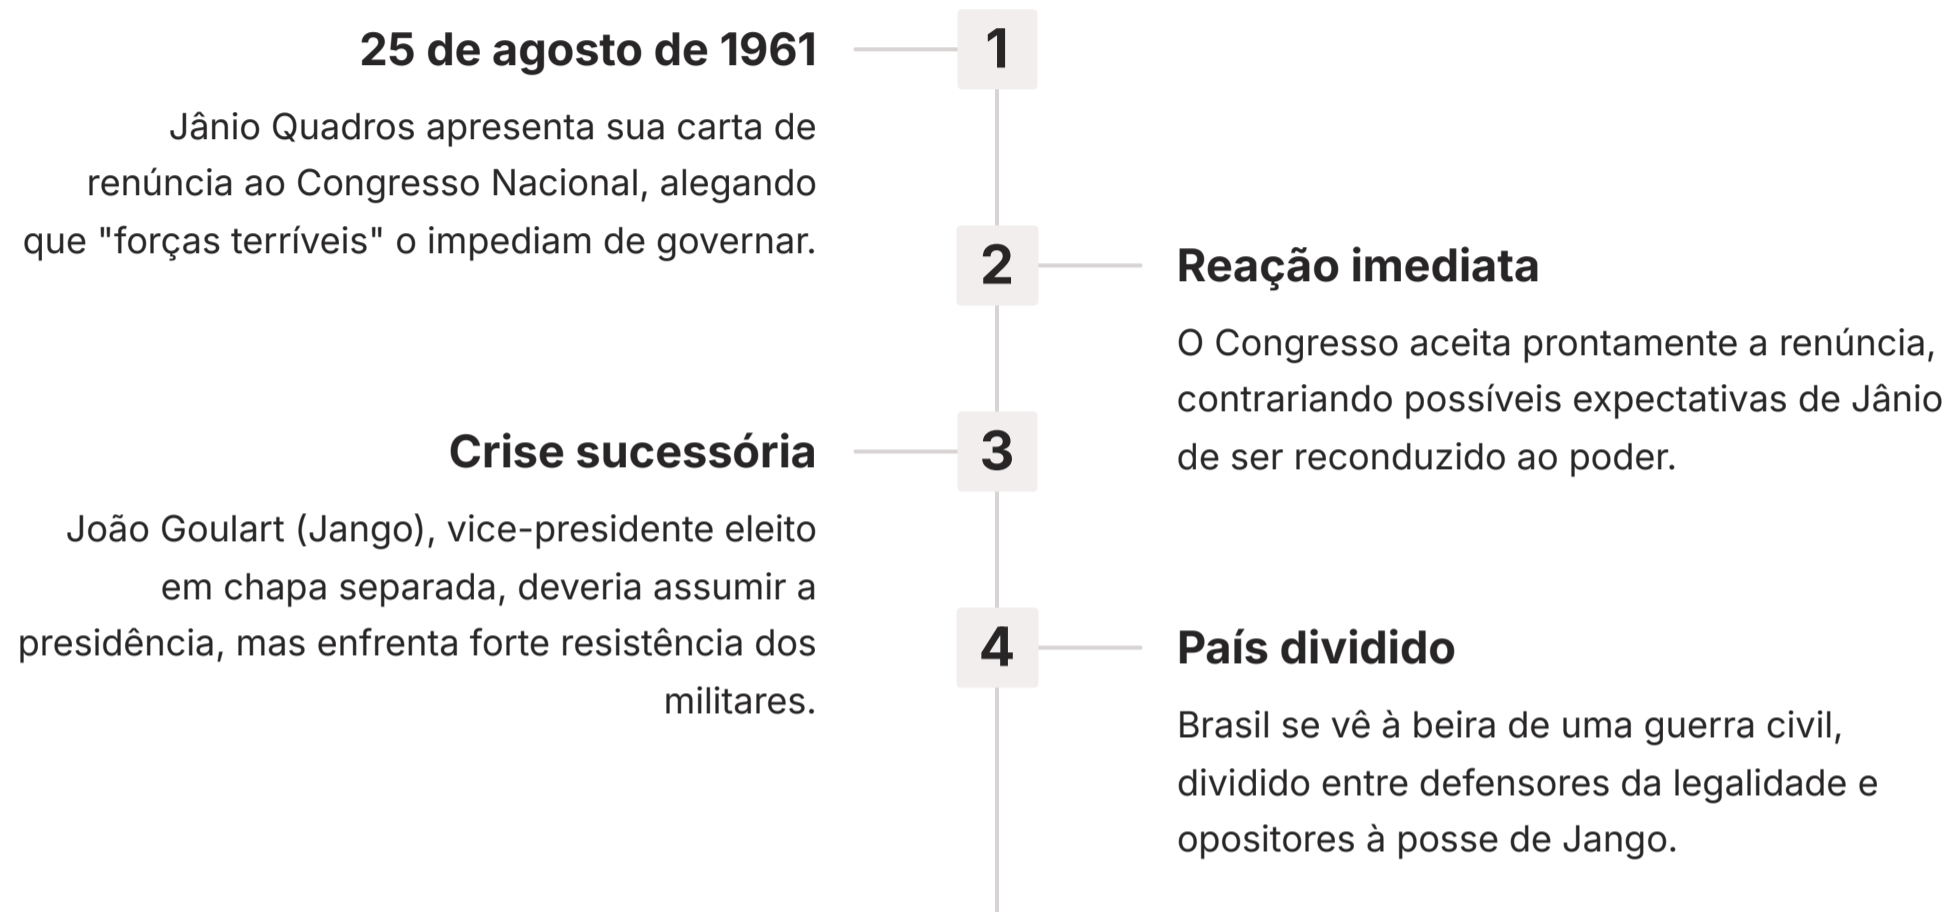 25 de agosto de 1961
1
Jânio Quadros apresenta sua carta de
renúncia ao Congresso Nacional, alegando
que "forças terríveis" o impediam de governar.
2
Reação imediata
O Congresso aceita prontamente a renúncia,
contrariando possíveis expectativas de Jânio
de ser reconduzido ao poder.
Crise sucessória
3
João Goulart (Jango), vice-presidente eleito
em chapa separada, deveria assumir a
presidência, mas enfrenta forte resistência dos
militares.
4
País dividido
Brasil se vê à beira de uma guerra civil,
dividido entre defensores da legalidade e
opositores à posse de Jango.